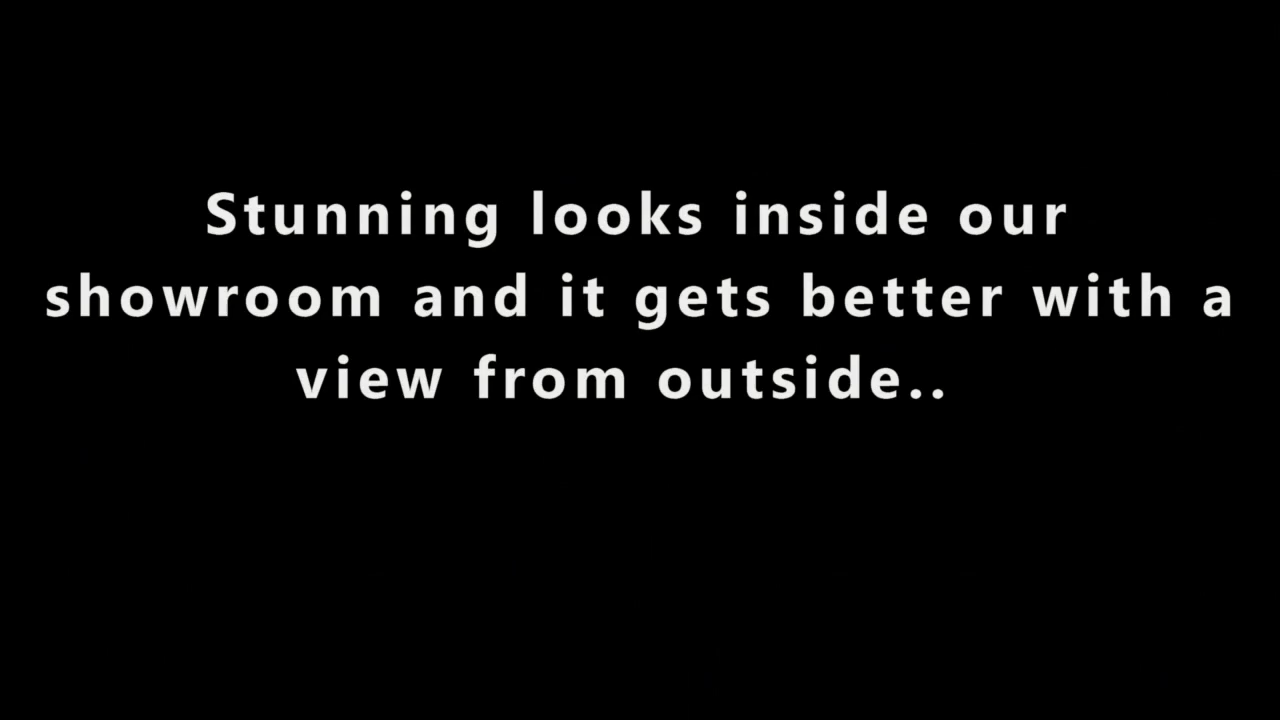 Stunning looks inside our
showroom and it gets better with a
view from outside..